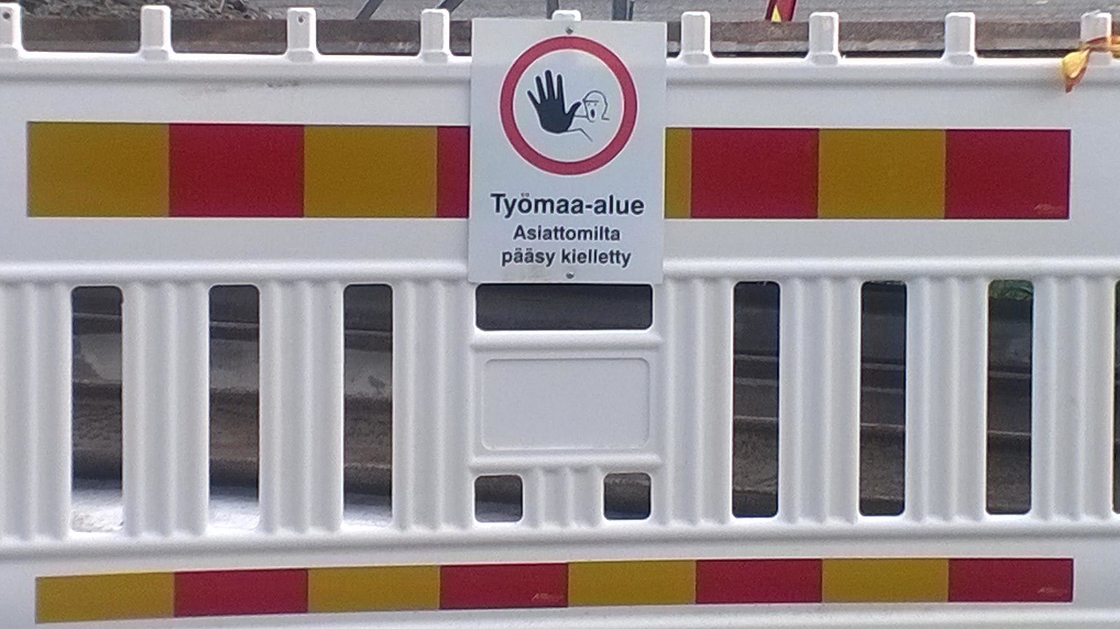 Työmaa-alue
Asiattomilta
pääsy kielletty